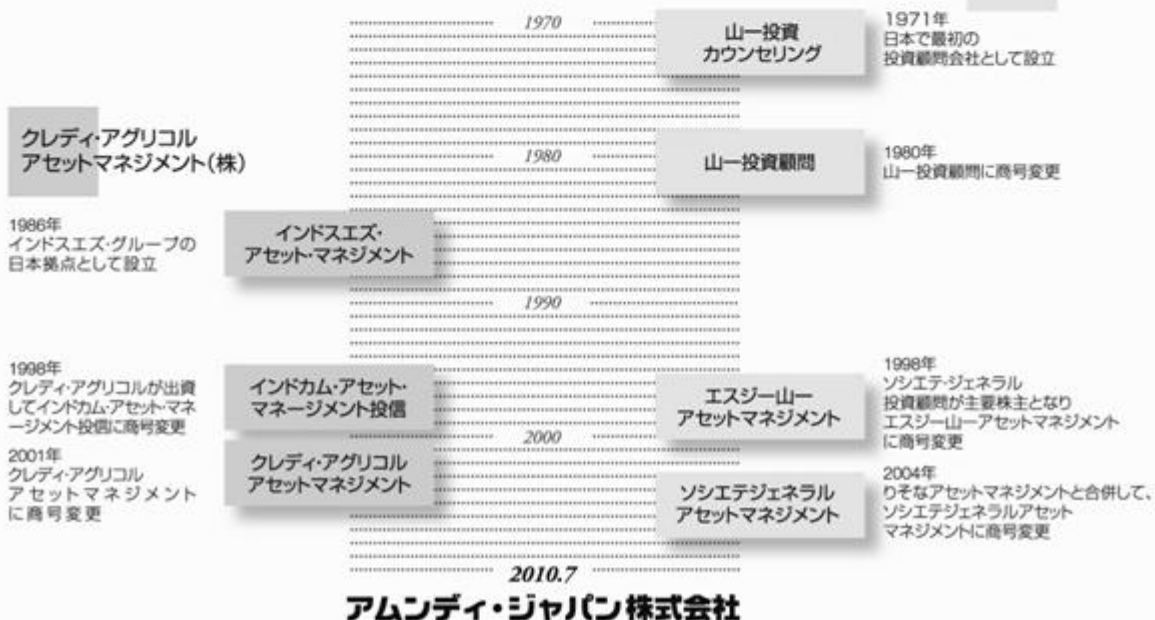 1970
山一投資
カウンセリング
1971年
日本で最初の
投資顧問会社として設立
クレディ・アグリコル
アセットマネジメント(株)
1980
山一投資顧問
1980年
山一投資顧問に商号変更
1986年
インドスエズ・グループの
日本拠点として設立
インドスエズ・
アセット・マネジメント
1990
1998年
クレディ・アグリコルが出資
してインドカム・アセット・マネ
ージメント投信に商号変更
インドカム・アセット・
マネージメント投信
エスジー山一
アセットマネジメント
1998年
ソシエテ・ジェネラル
投資顧問が主要株主となり
エスジー山一アセットマネジメント
に商号変更
2000
2001年
クレディ・アグリコル
アセットマネジメント
に商号変更
クレディ・アグリコル
アセットマネジメント
ソシエテジェネラル
アセットマネジメント
2004年
りそなアセットマネジメントと合併して、
ソシエテジェネラルアセット
マネジメントに商号変更
2010.7
アムンディ・ジャパン株式会社